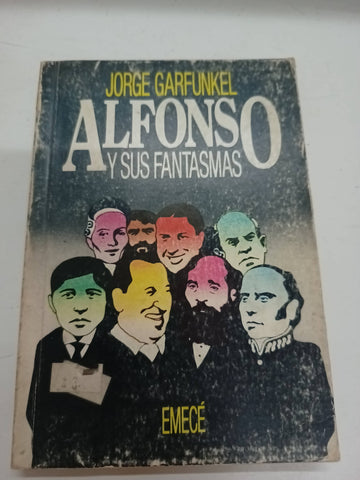 JORGE GARFUNKEL
ALFONSO
Y SUS FANTASMAS
EMECÉ